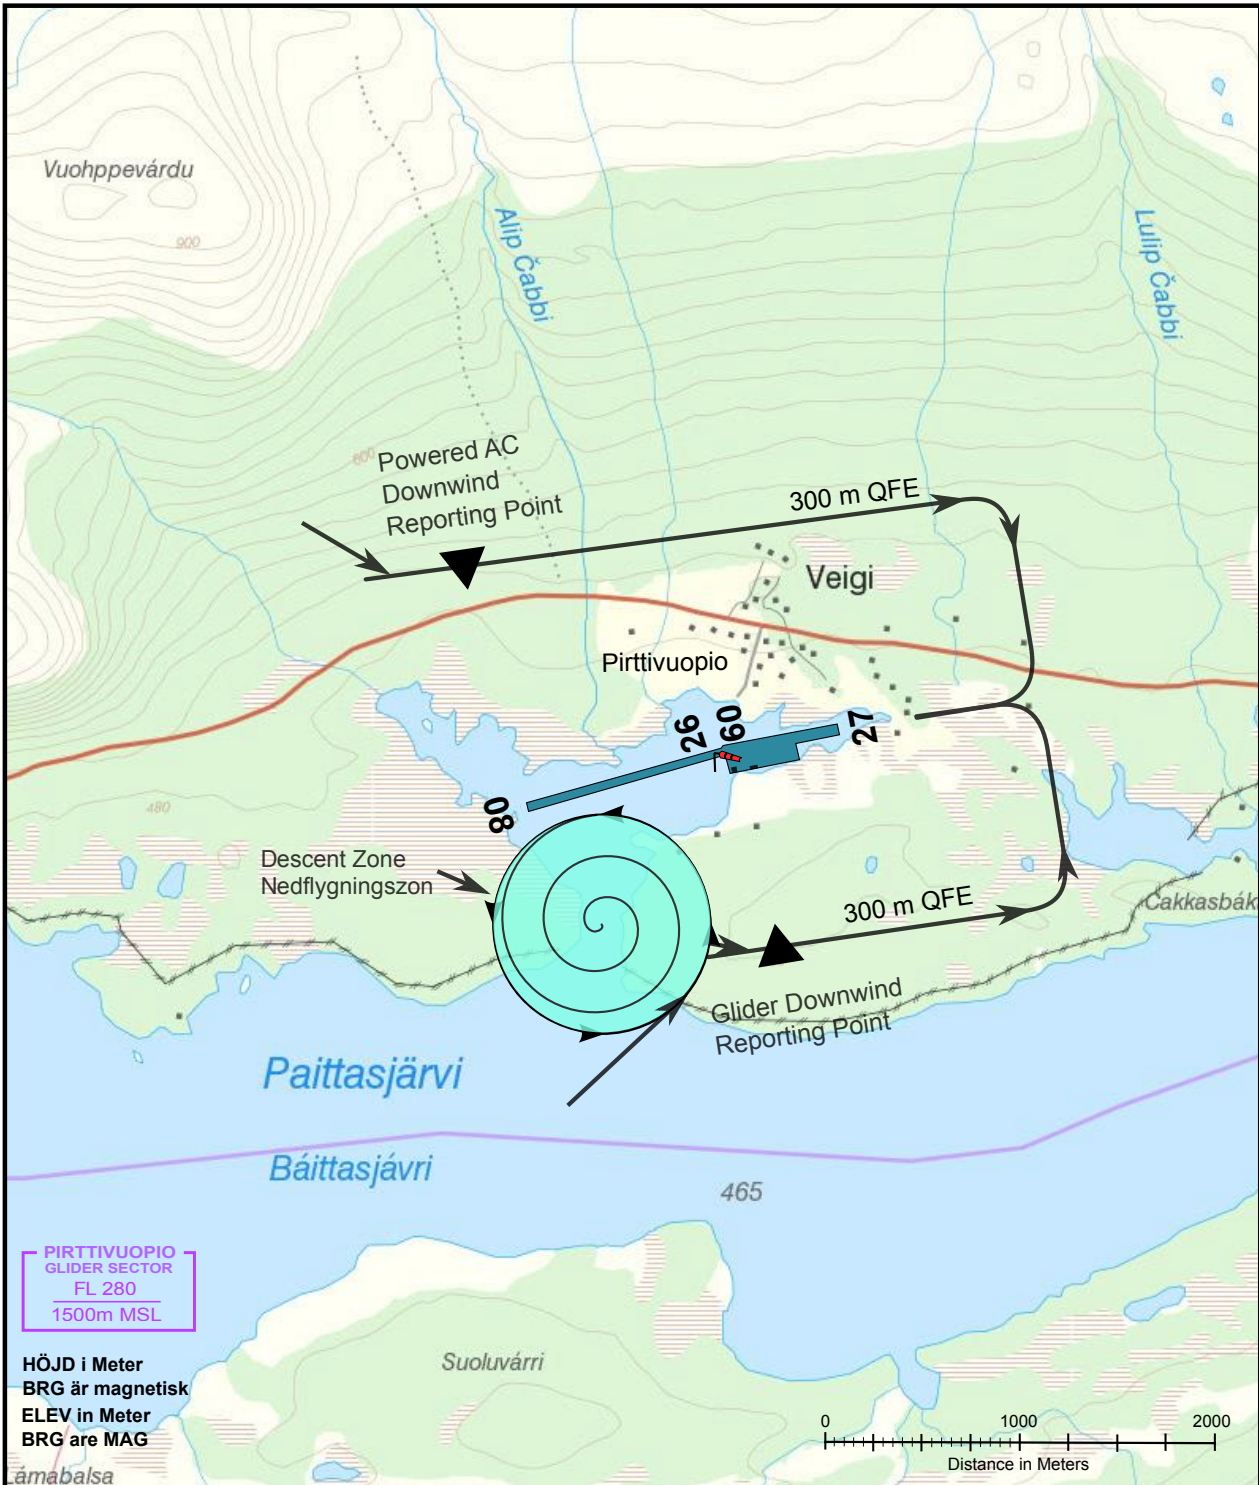 Vuohppevárdu
900
Alip Čabbi
Lulip Čabbi
600
Powered AC
Downwind
Reporting Point
300 m QFE
Veigi
Pirttivuopio
26
09
27
08
480
Descent Zone
Nedflygningszon
300 m QFE
Cakkasbák
Glider Downwind
Reporting Point
Paittasjärvi
Báittasjávri
465
PIRTTIVUOPIO
GLIDER SECTOR
FL 280
1500m MSL
HÖJD i Meter
BRG är magnetisk
ELEV in Meter
BRG are MAG
Suoluvárri
Lámabalsa
0 1000 2000
Distance in Meters